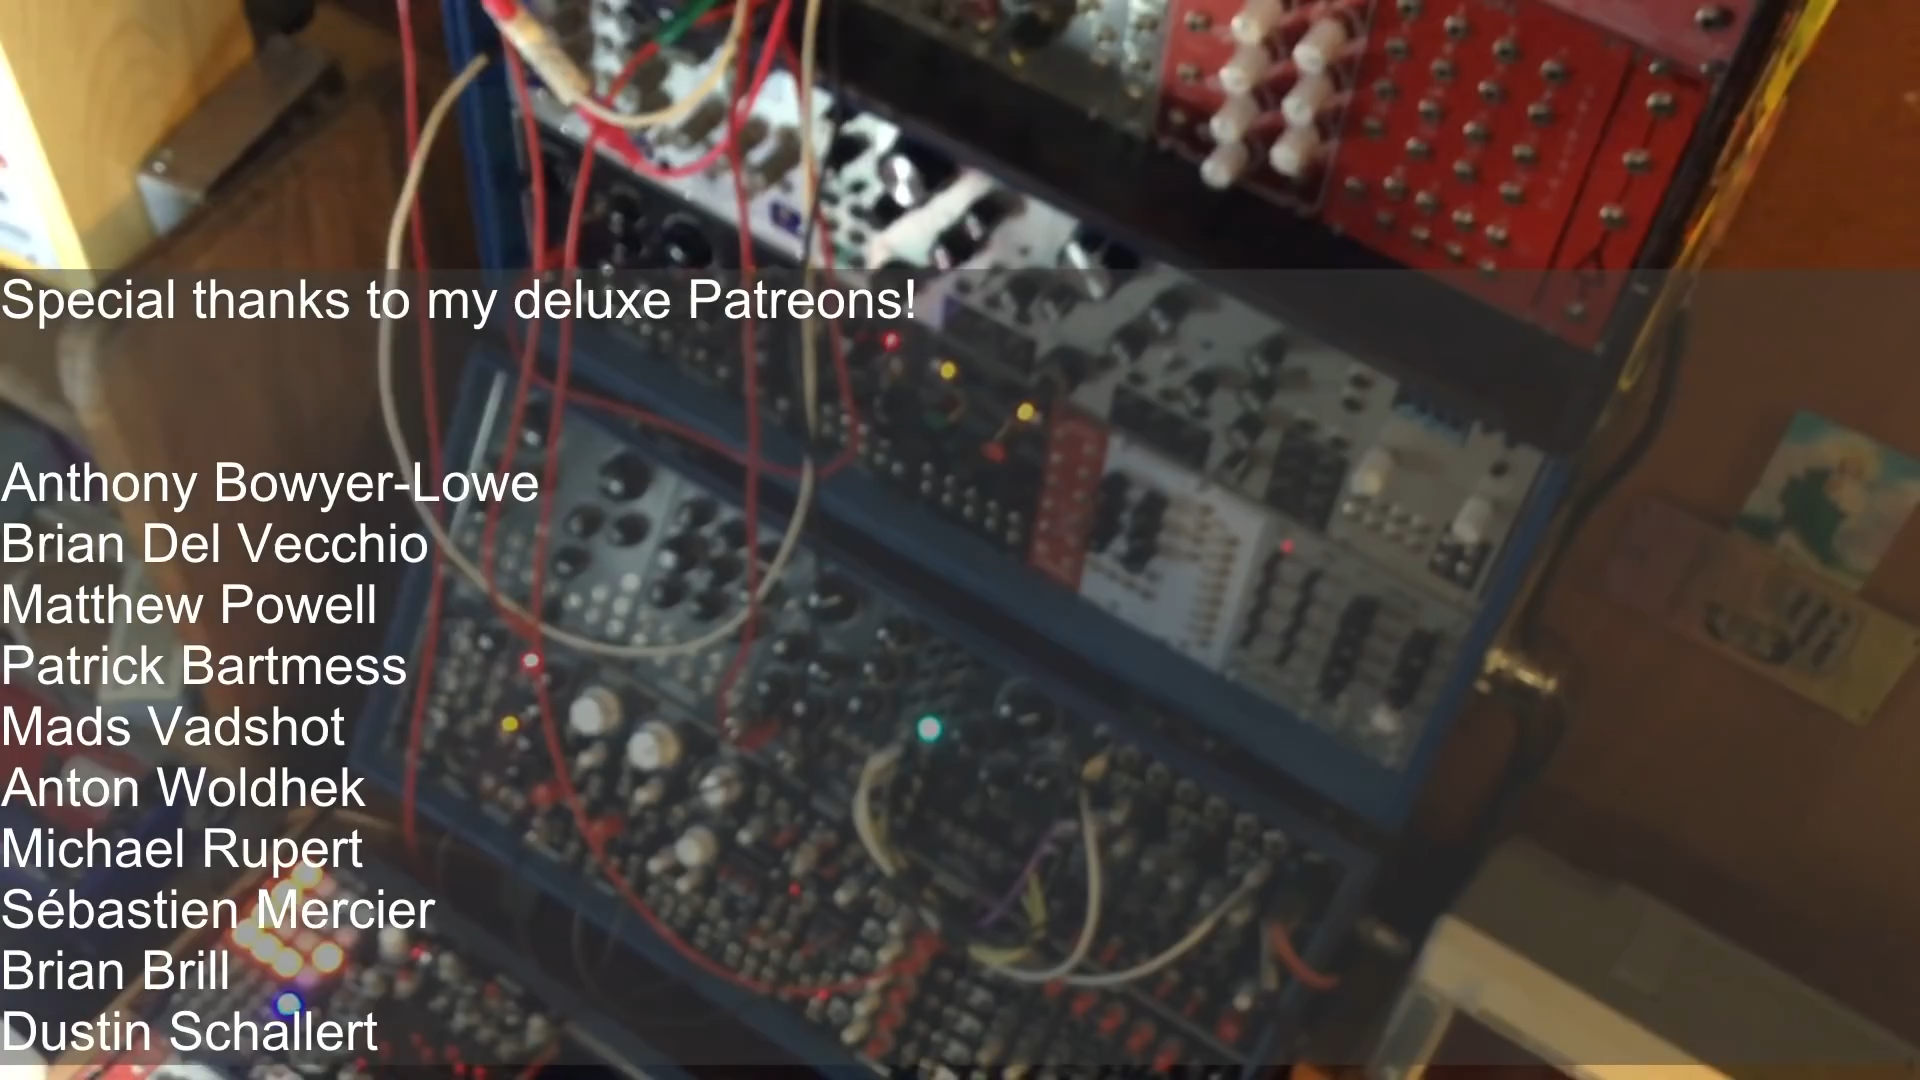 Special thanks to my deluxe Patreons!
Anthony Bowyer-Lowe
Brian Del Vecchio
Matthew Powell
Patrick Bartmess
Mads Vadshot
Anton Woldhek
Michael Rupert
Sébastien Mercier
Brian Brill
Dustin Schallert